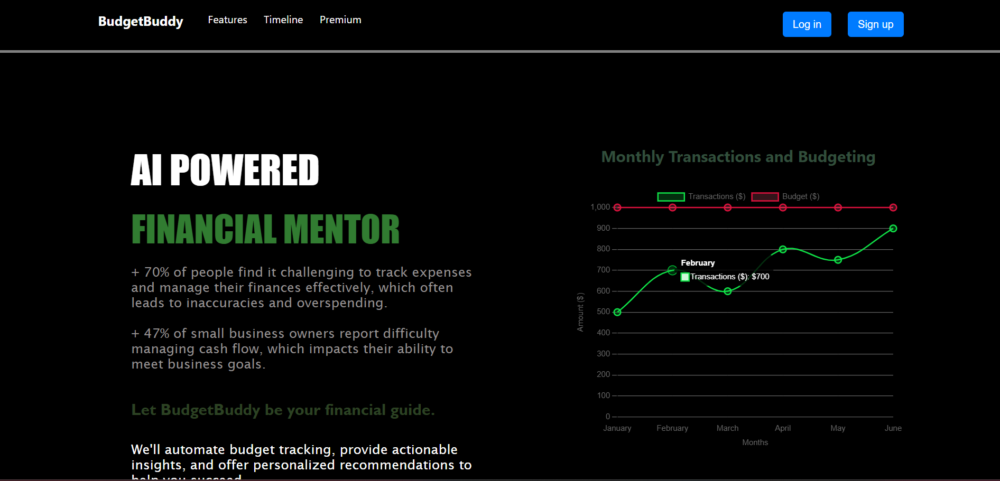 BudgetBuddy Features Timeline Premium Log in Sign up
AI POWERED
FINANCIAL MENTOR
+ 70% of people find it challenging to track expenses
and manage their finances effectively, which often
leads to inaccuracies and overspending.
+ 47% of small business owners report difficulty
managing cash flow, which impacts their ability to
meet business goals.
Let BudgetBuddy be your financial guide.
We'll automate budget tracking, provide actionable
insights, and offer personalized recommendations to
help you succeed.
Monthly Transactions and Budgeting
Transactions ($) Budget ($)
1,000
900
800
700
600
500
400
300
200
100
0
Amount ($)
February
Transactions ($): $700
January February March April May June
Months